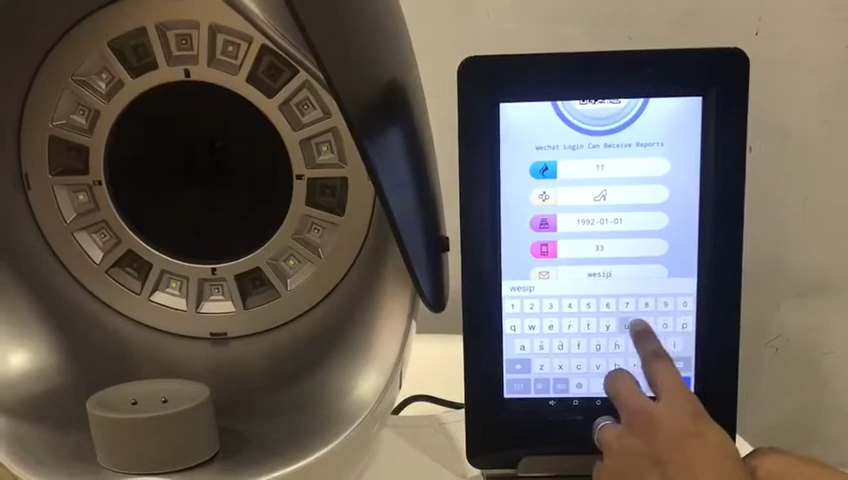 Wechat Login Can Receive Reports
TT
1992-01-01
33
wesip
wesip
1 2 3 4 5 6 7 8 9 0
q w e r t y u o p
a s d f g h
z x c v b